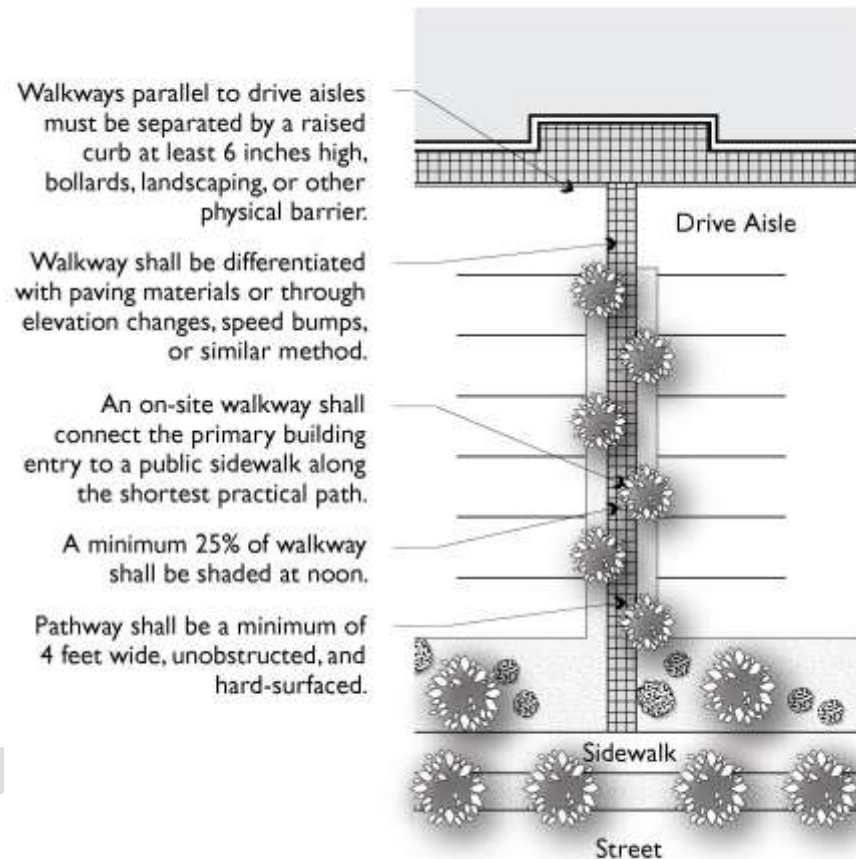 Walkways parallel to drive aisles
must be separated by a raised
curb at least 6 inches high,
bollards, landscaping, or other
physical barrier.
Walkway shall be differentiated
with paving materials or through
elevation changes, speed bumps,
or similar method.
An on-site walkway shall
connect the primary building
entry to a public sidewalk along
the shortest practical path.
A minimum 25% of walkway
shall be shaded at noon.
Pathway shall be a minimum of
4 feet wide, unobstructed, and
hard-surfaced.
Drive Aisle
Sidewalk
Street